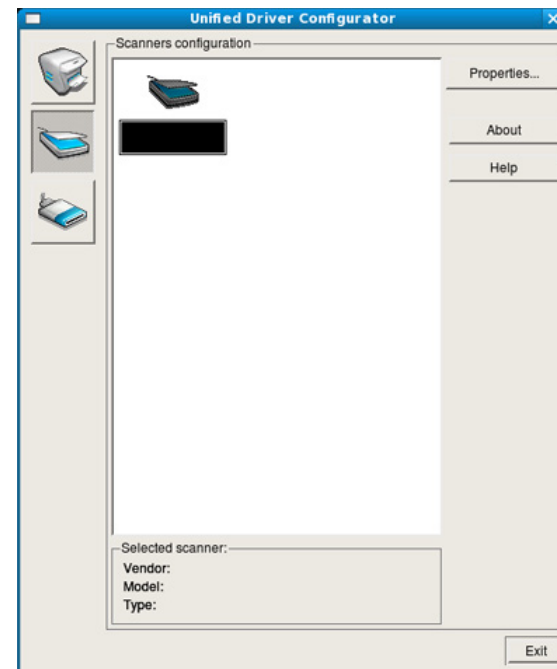 Unified Driver Configurator
Scanners configuration
Properties...
About
Help
Selected scanner:
Vendor:
Model:
Type:
Exit